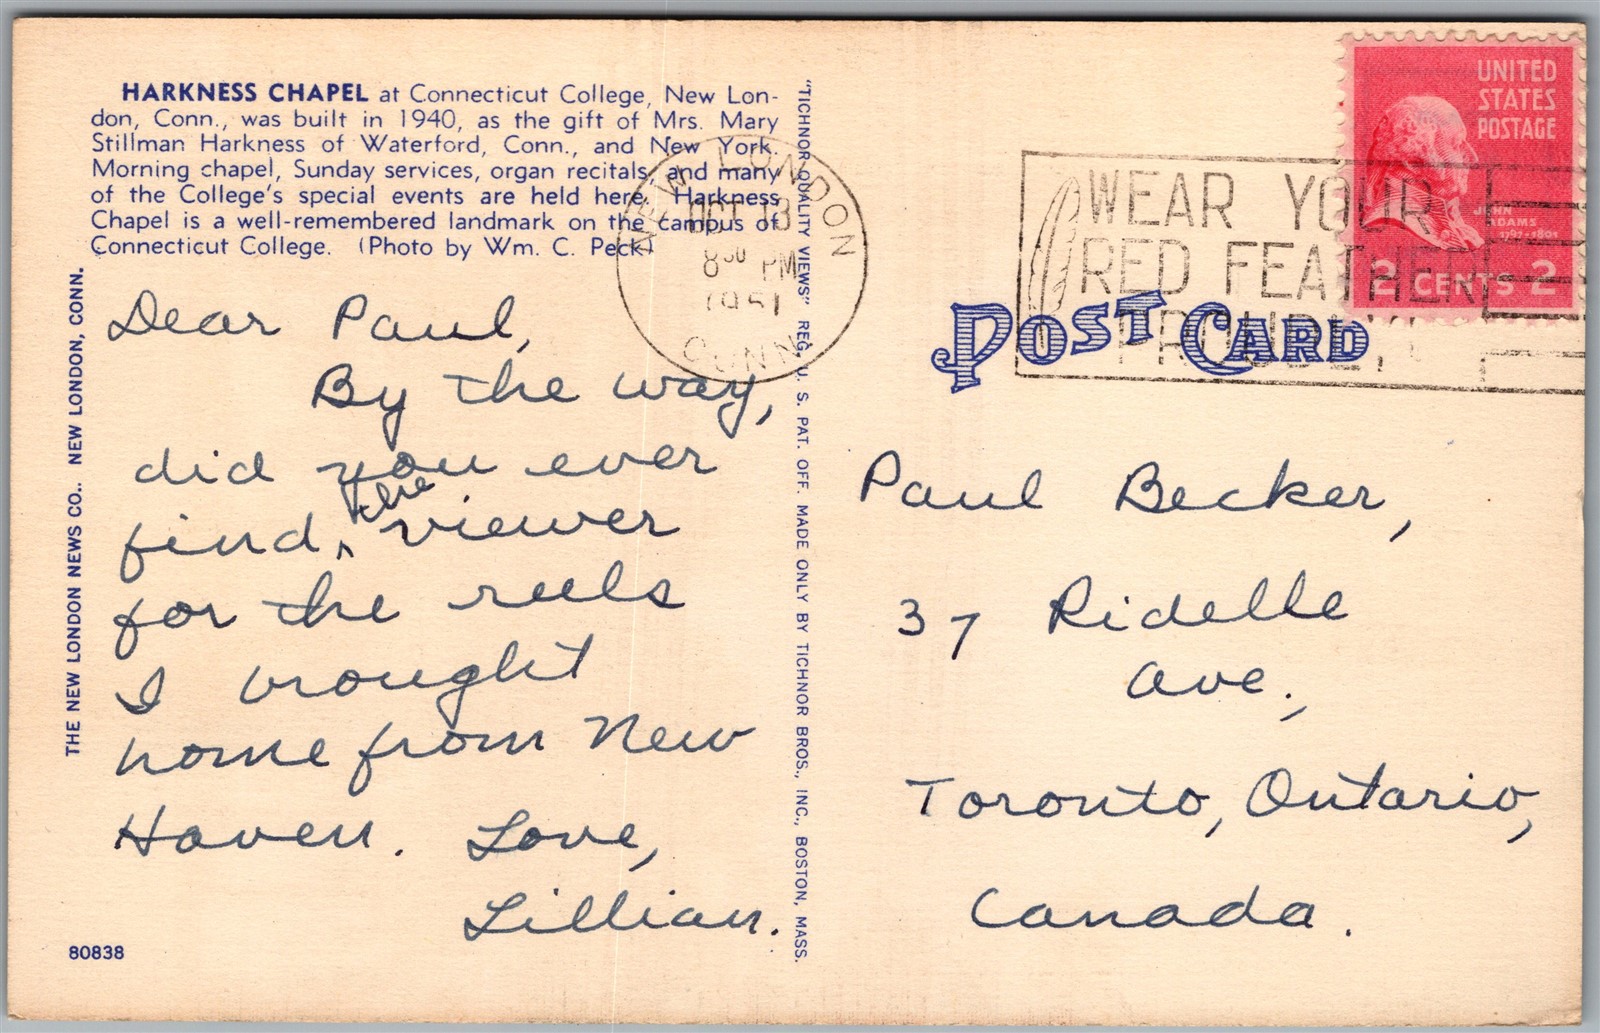 HARKNESS CHAPEL at Connecticut College, New Lon-
don, Conn., was built in 1940, as the gift of Mrs. Mary
Stillman Harkness of Waterford, Conn., and New York.
Morning chapel, Sunday services, organ recitals, and many
of the College's special events are held here. Harkness
Chapel is a well-remembered landmark on the campus of
Connecticut College. (Photo by Wm. C. Peck)
THE NEW LONDON NEWS CO., NEW LONDON, CONN.
Dear Paul,
By the way,
did you ever
find the viewer
for the reels
I brought
home from New
Haven. Love,
Lillian.
80838
"TICHNOR QUALITY VIEWS" REG. U. S. PAT. OFF. MADE ONLY BY TICHNOR BROS., INC., BOSTON, MASS.
NEW LONDON
OCT 13
8 30 PM
1951
CONN
WEAR YOUR
RED FEATHER
PROUDLY!
UNITED
STATES
POSTAGE
JOHN
ADAMS
1797-1801
2 CENTS 2
POST CARD
Paul Becker,
37 Ridelle
Ave.,
Toronto, Ontario,
Canada.